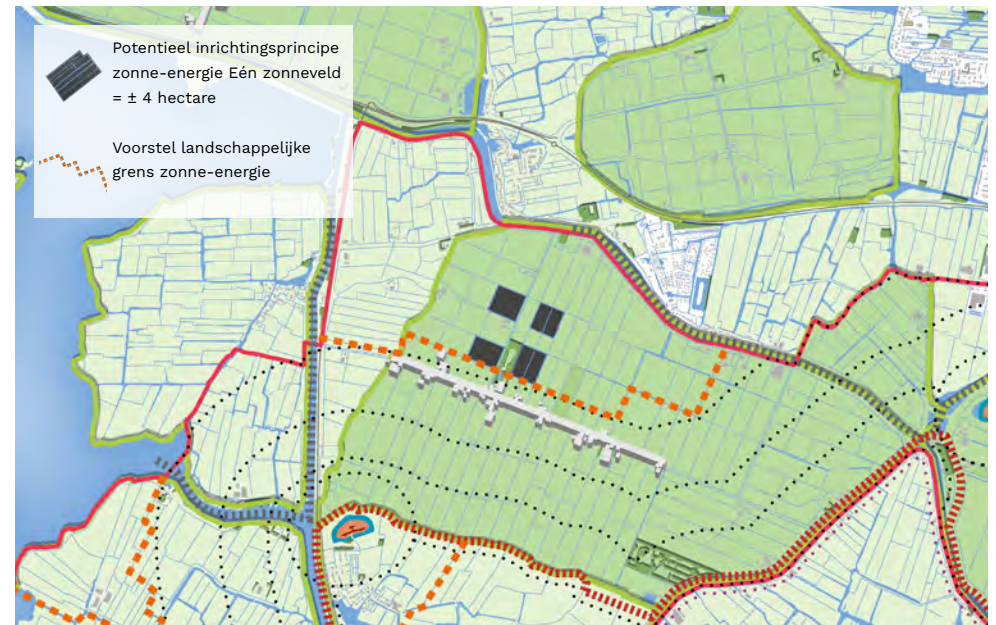 Potentieel inrichtingsprincipe
zonne-energie Eén zonneveld
= ± 4 hectare
Voorstel landschappelijke
grens zonne-energie